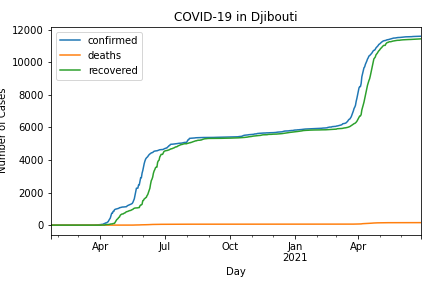 COVID-19 in Djibouti
12000
10000
8000
6000
4000
2000
0
Number of Cases
confirmed
deaths
recovered
Apr
Jul
Oct
Jan
2021
Apr
Day